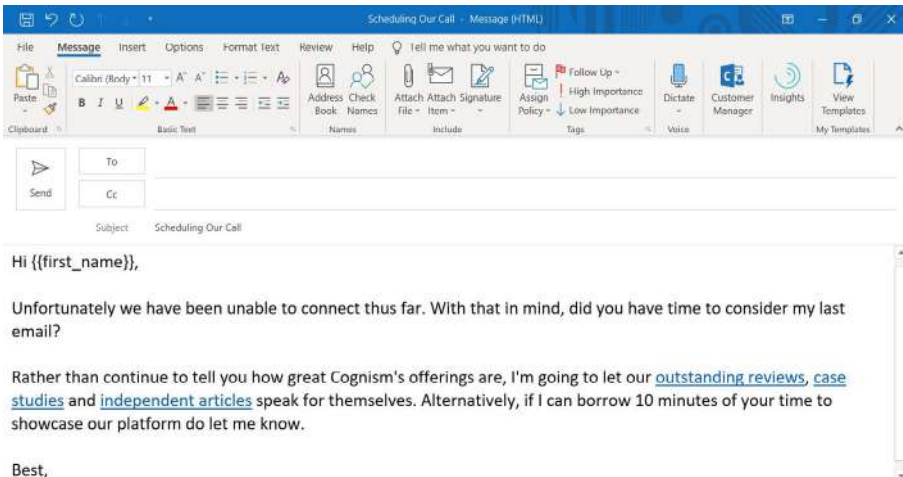 Scheduling Our Call - Message (HTML)
File Message Insert Options Format Text Review Help Tell me what you want to do
Calibri (Body 11 A^ A˅ Ap
Paste B I U A
Address Book Check Names
Attach File Attach Item Signature
Assign Policy Follow Up High Importance Low Importance
Dictate Customer Manager Insights View Templates
Clipboard Basic Text Names Include Tags Voice My Templates
To
Send Cc
Subject Scheduling Our Call
Hi {{first_name}},
Unfortunately we have been unable to connect thus far. With that in mind, did you have time to consider my last
email?
Rather than continue to tell you how great Cognism's offerings are, I'm going to let our outstanding reviews, case
studies and independent articles speak for themselves. Alternatively, if I can borrow 10 minutes of your time to
showcase our platform do let me know.
Best,